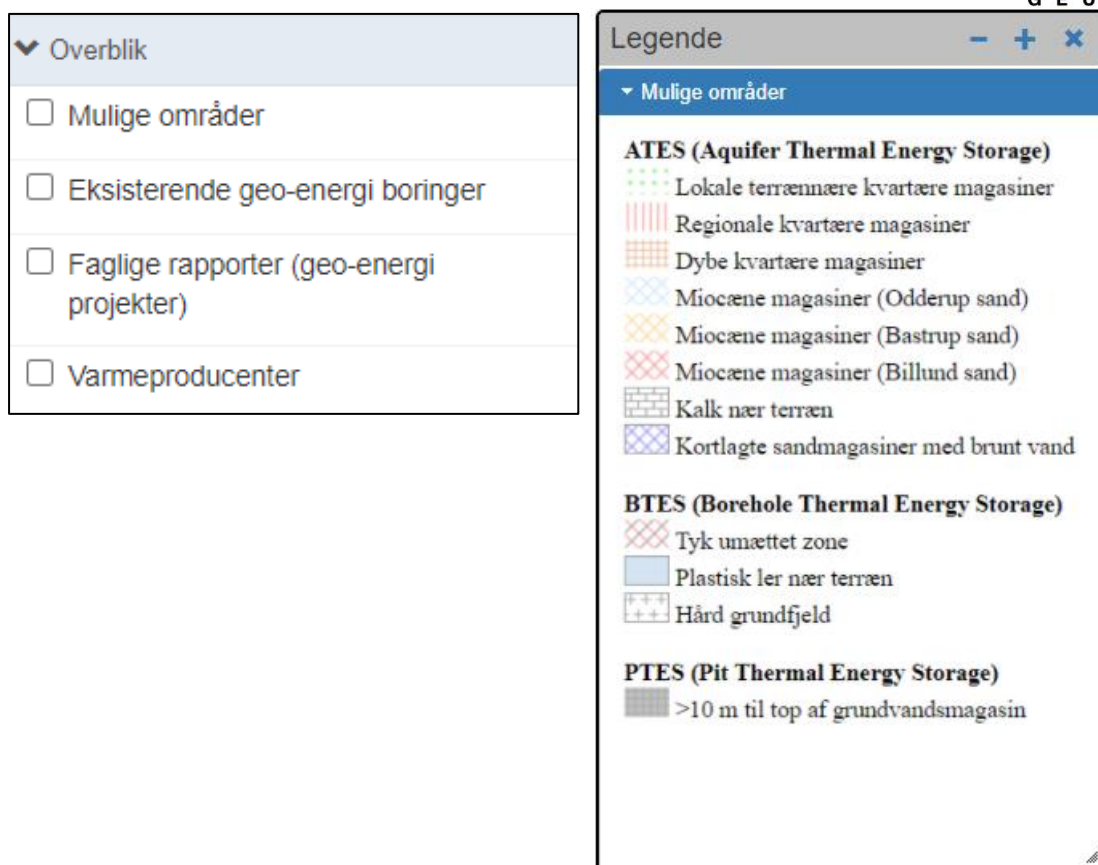 Overblik
Mulige områder
Eksisterende geo-energi boringer
Faglige rapporter (geo-energi
projekter)
Varmeproducenter
Legende
Mulige områder
ATES (Aquifer Thermal Energy Storage)
Lokale terrænnære kvartære magasiner
Regionale kvartære magasiner
Dybe kvartære magasiner
Miocæne magasiner (Odderup sand)
Miocæne magasiner (Bastrup sand)
Miocæne magasiner (Billund sand)
Kalk nær terræn
Kortlagte sandmagasiner med brunt vand
BTES (Borehole Thermal Energy Storage)
Tyk umættet zone
Plastisk ler nær terræn
Hård grundfjeld
PTES (Pit Thermal Energy Storage)
>10 m til top af grundvandsmagasin